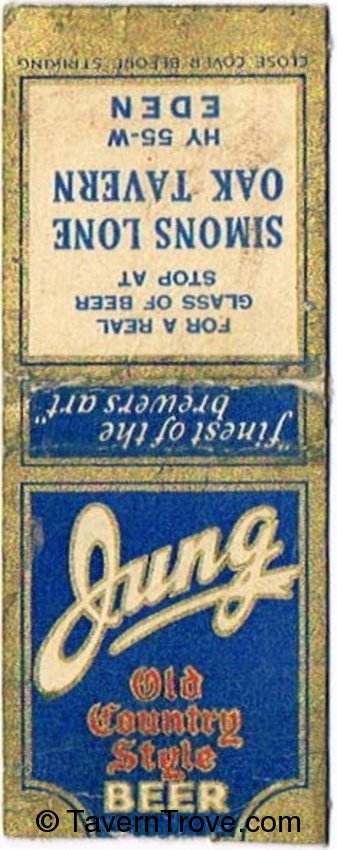 CLOSE COVER BEFORE STRIKING
FOR A REAL
GLASS OF BEER
STOP AT
SIMONS LONE
OAK TAVERN
HY 55-W
EDEN
"finest of the
brewers art"
Jung
Old
Country
Style
BEER
© TavernTrove.com